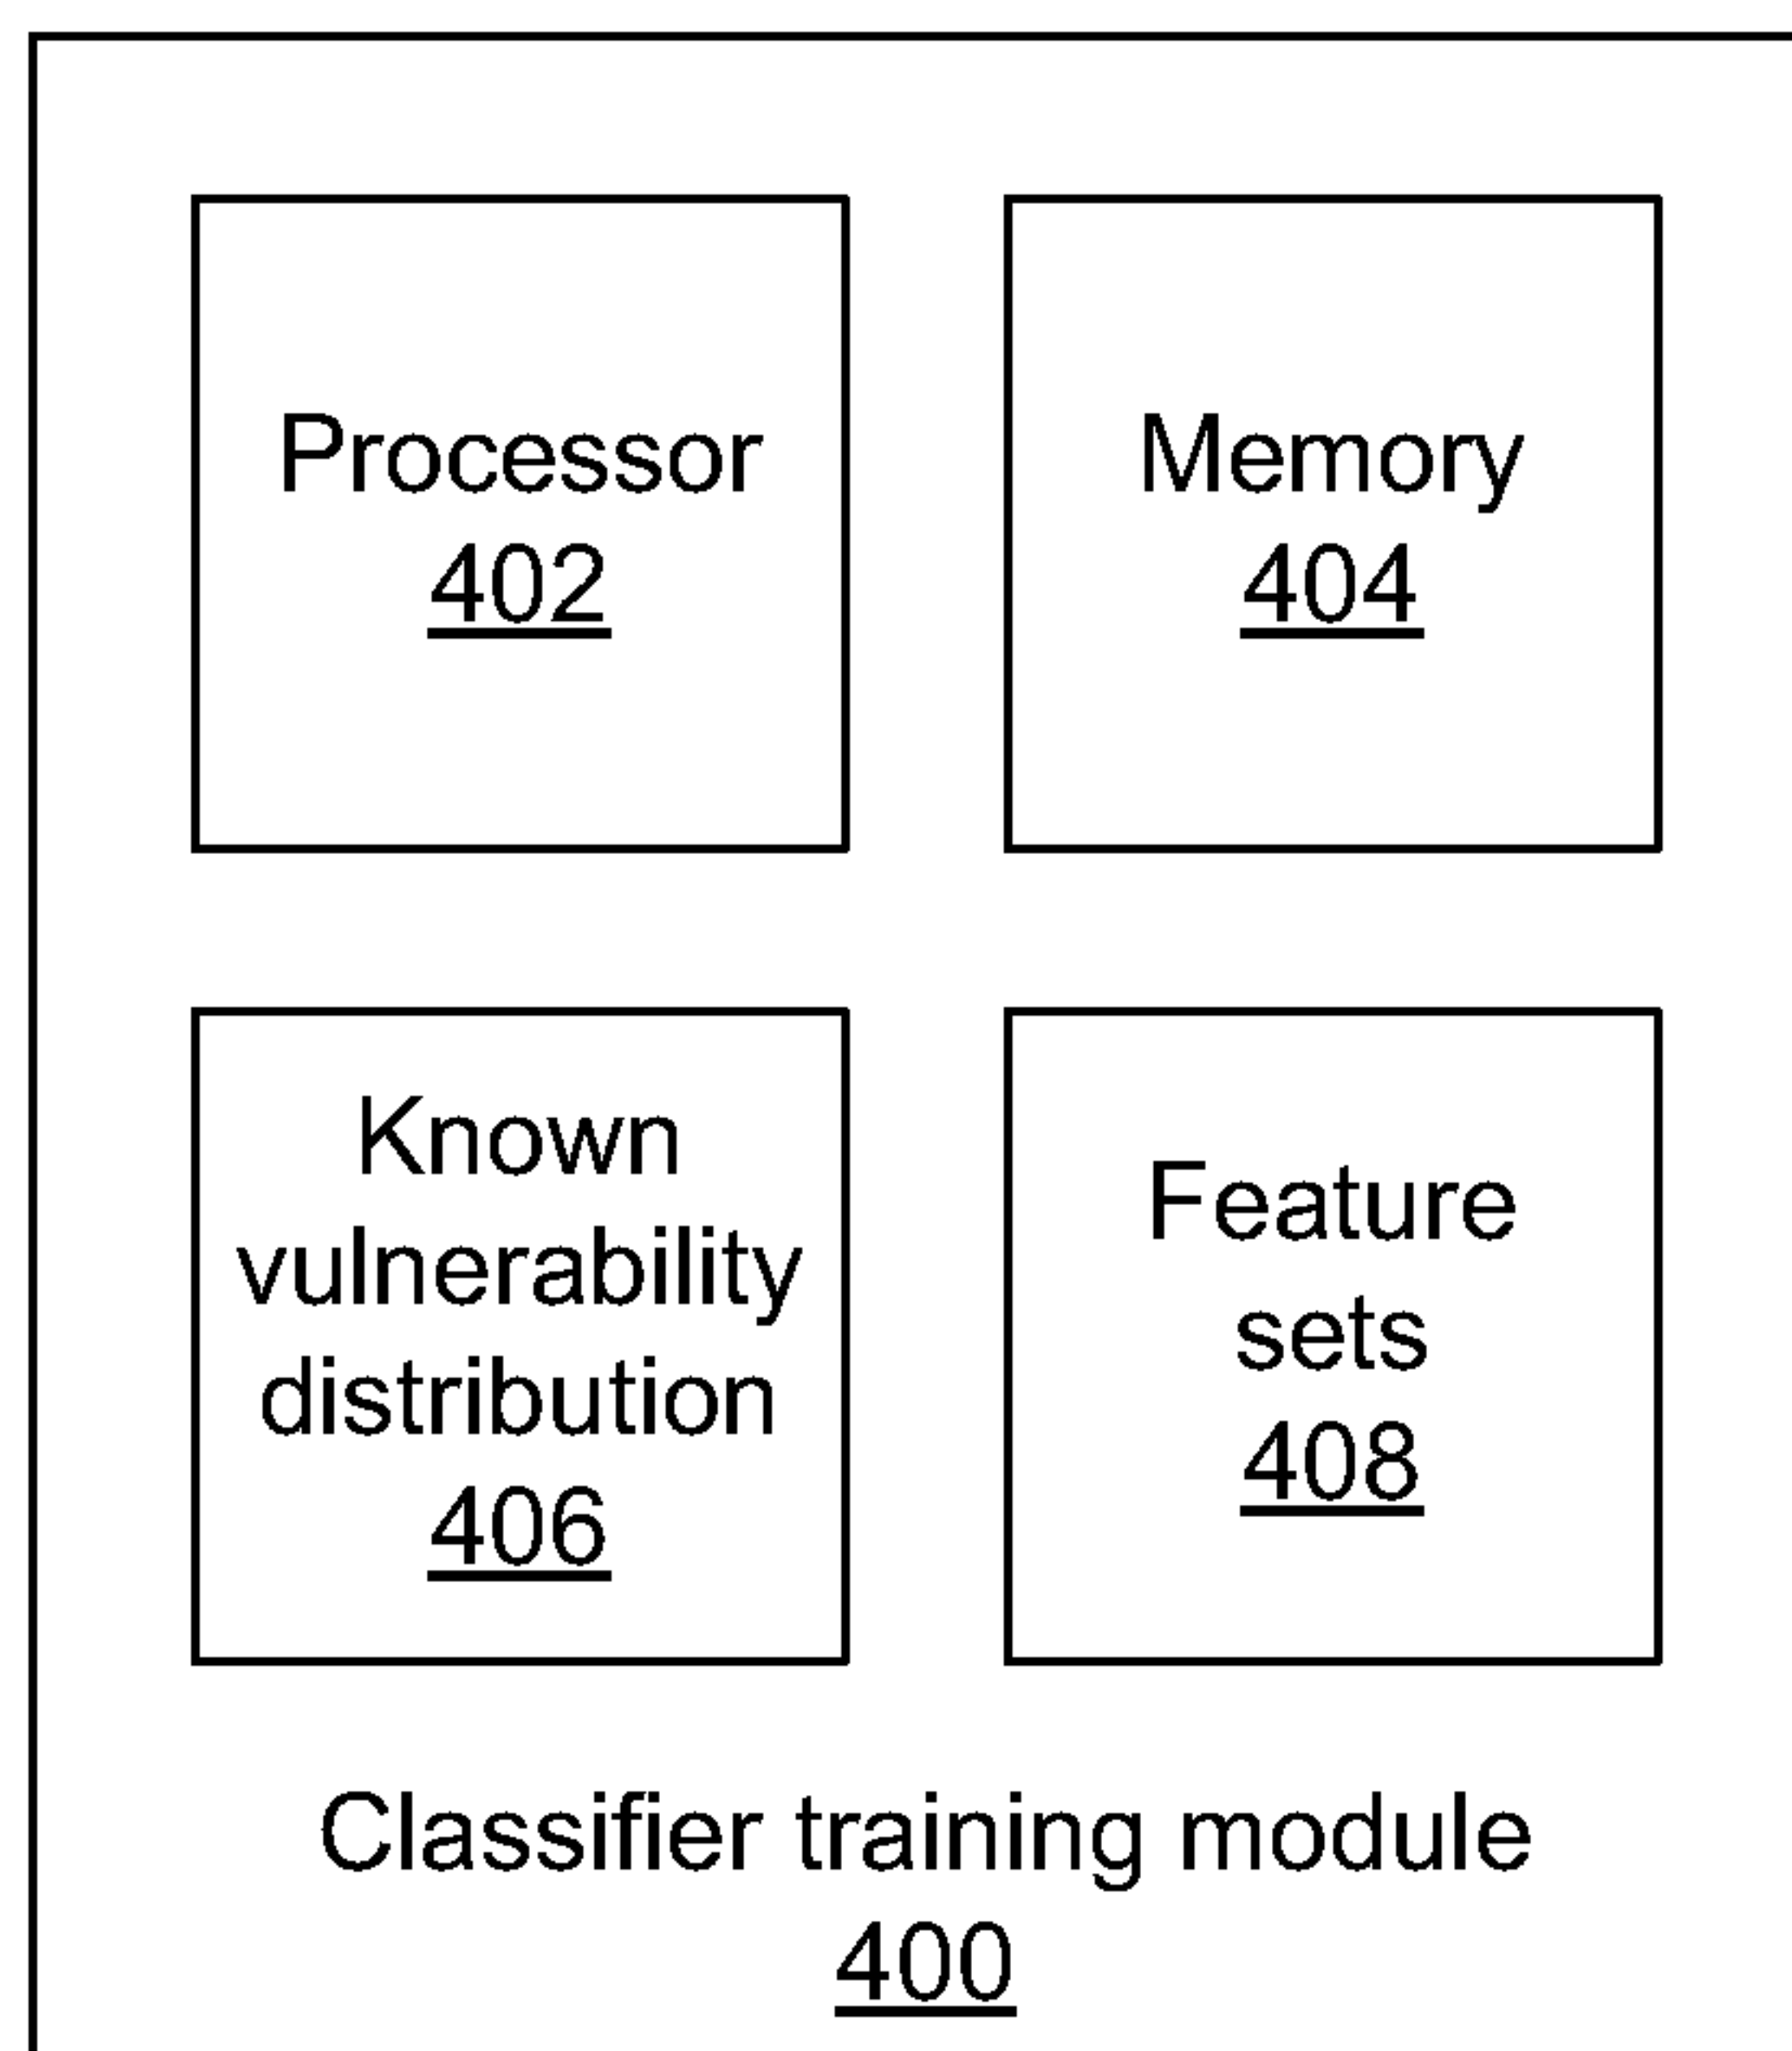 Processor
402
Memory
404
Known
vulnerability
distribution
406
Feature
sets
408
Classifier training module
400